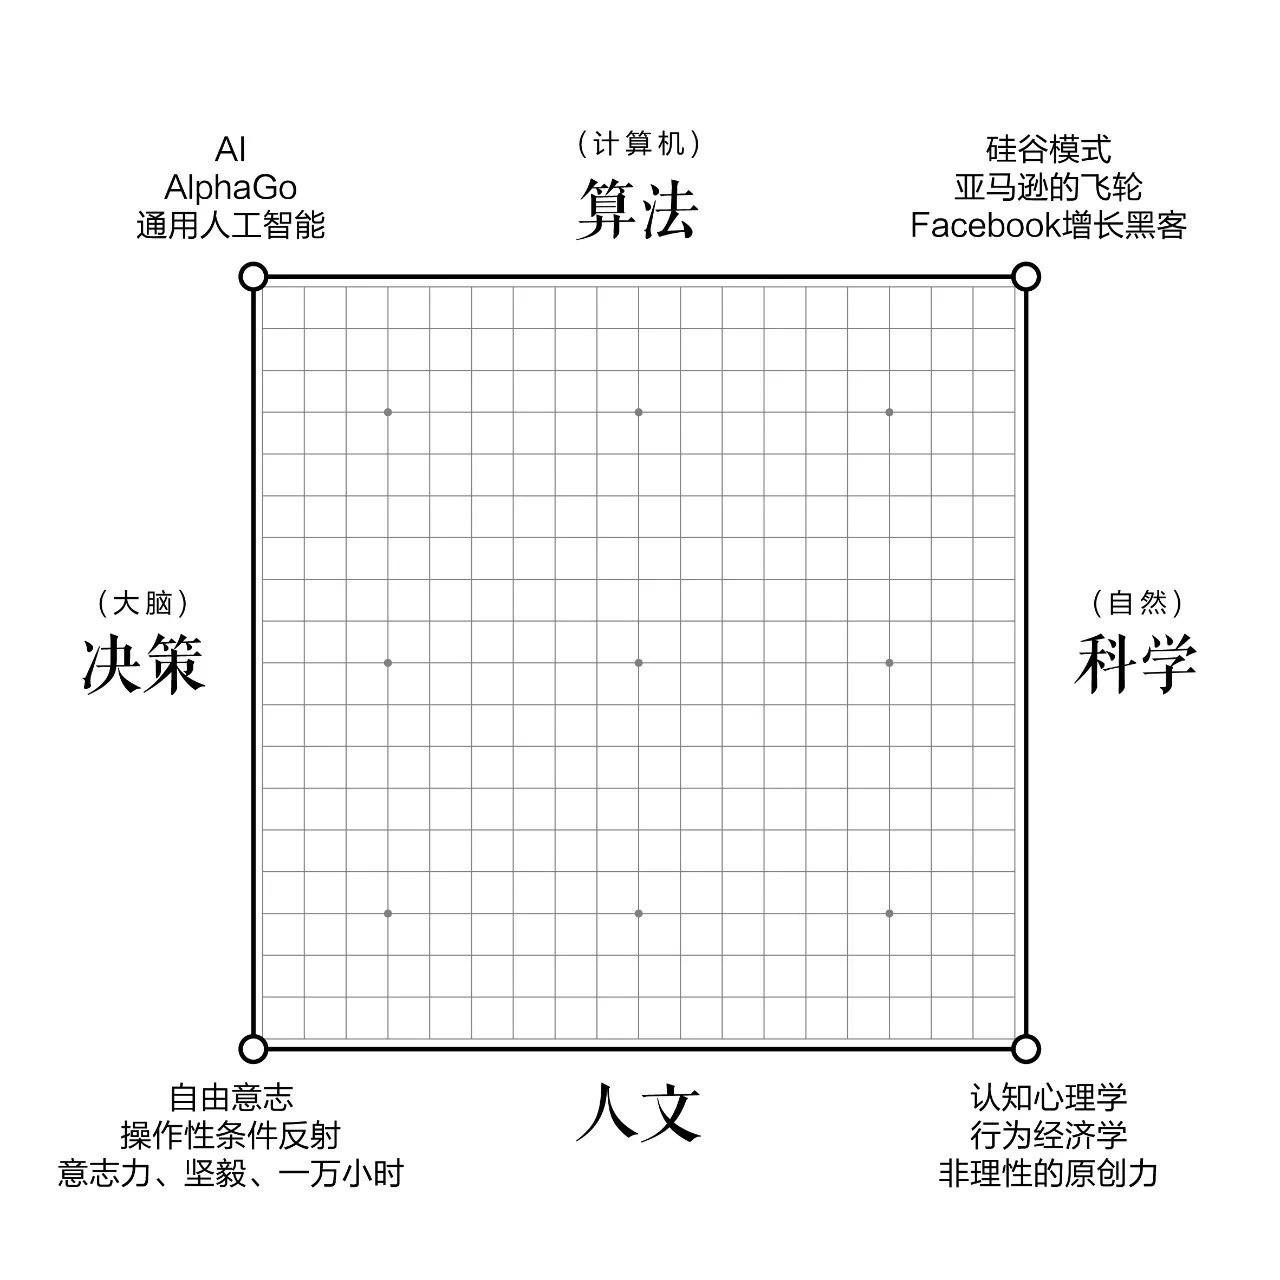 AI
AlphaGo
通用人工智能
（计算机）
算法
硅谷模式
亚马逊的飞轮
Facebook增长黑客
（大脑）
决策
（自然）
科学
自由意志
操作性条件反射
意志力、坚毅、一万小时
人文
认知心理学
行为经济学
非理性的原创力